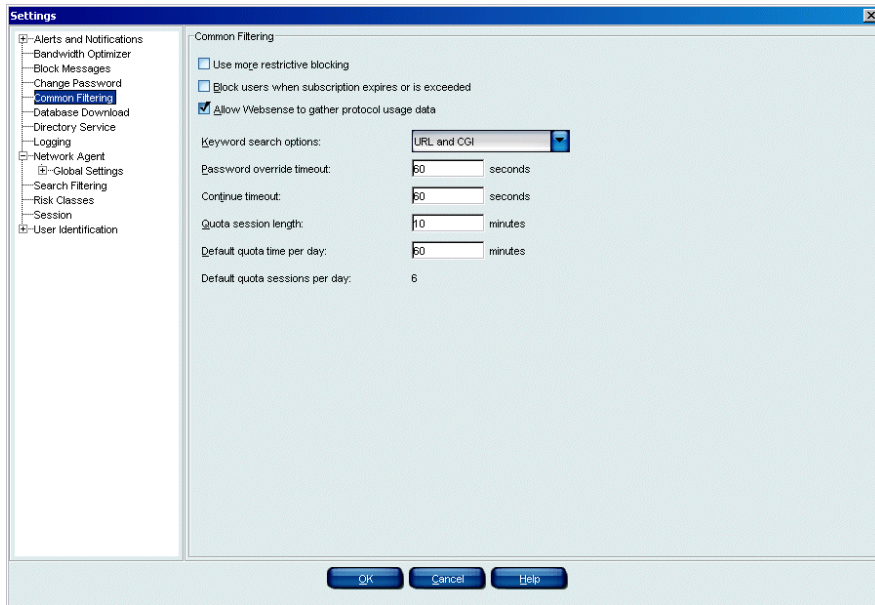 Settings
Alerts and Notifications
Bandwidth Optimizer
Block Messages
Change Password
Common Filtering
Database Download
Directory Service
Logging
Network Agent
Global Settings
Search Filtering
Risk Classes
Session
User Identification
Common Filtering
Use more restrictive blocking
Block users when subscription expires or is exceeded
Allow Websense to gather protocol usage data
Keyword search options: URL and CGI
Password override timeout: 60 seconds
Continue timeout: 60 seconds
Quota session length: 10 minutes
Default quota time per day: 60 minutes
Default quota sessions per day: 6
OK Cancel Help